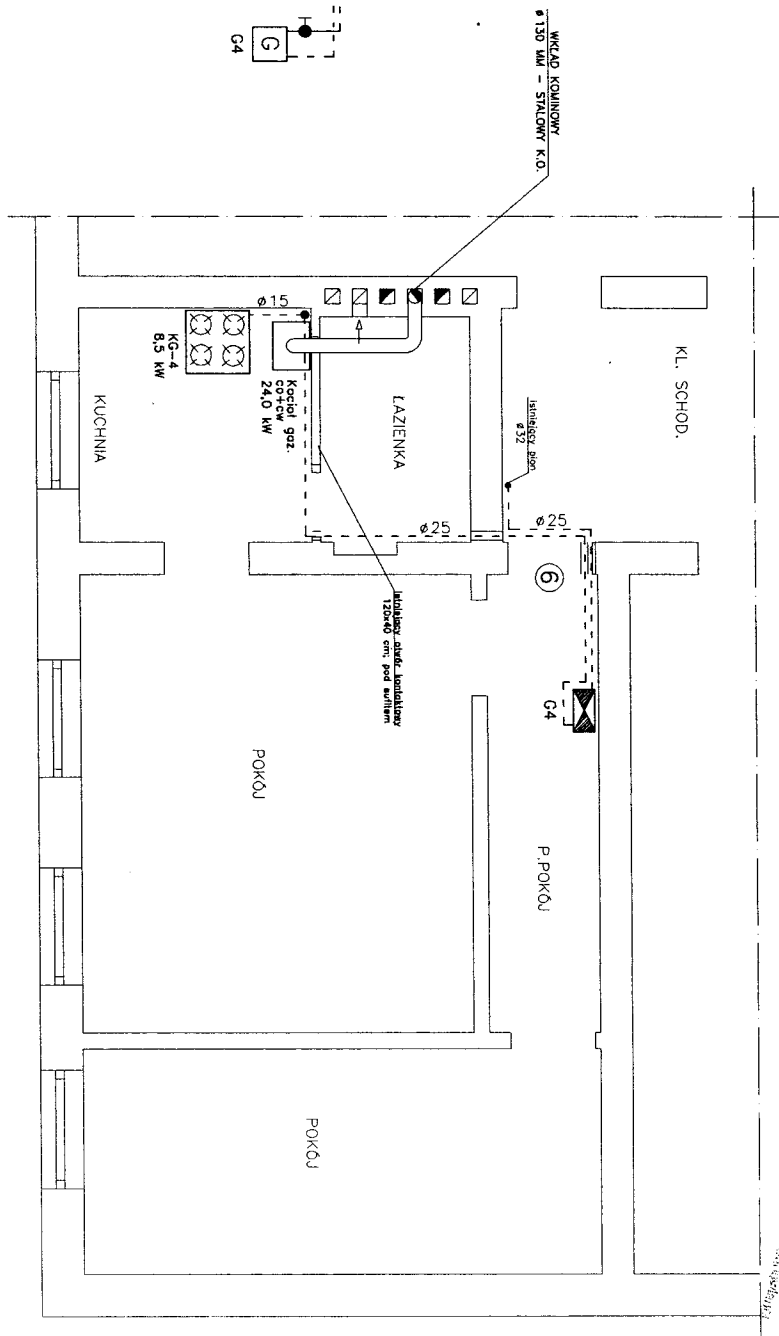 G
G4
WKŁAD KOMINOWY
ø130 MM - STALOWY K.O.
KL. SCHOD.
istniejący pion
ø32
ø15
ø25
ø25
ŁAZIENKA
Kocioł gaz.
co+cw
24,0 kW
KG-4
8,5 kW
KUCHNIA
6
G4
istniejący otwór kontaktowy
120x40 cm; pod sufitem
POKÓJ
P.POKÓJ
POKÓJ